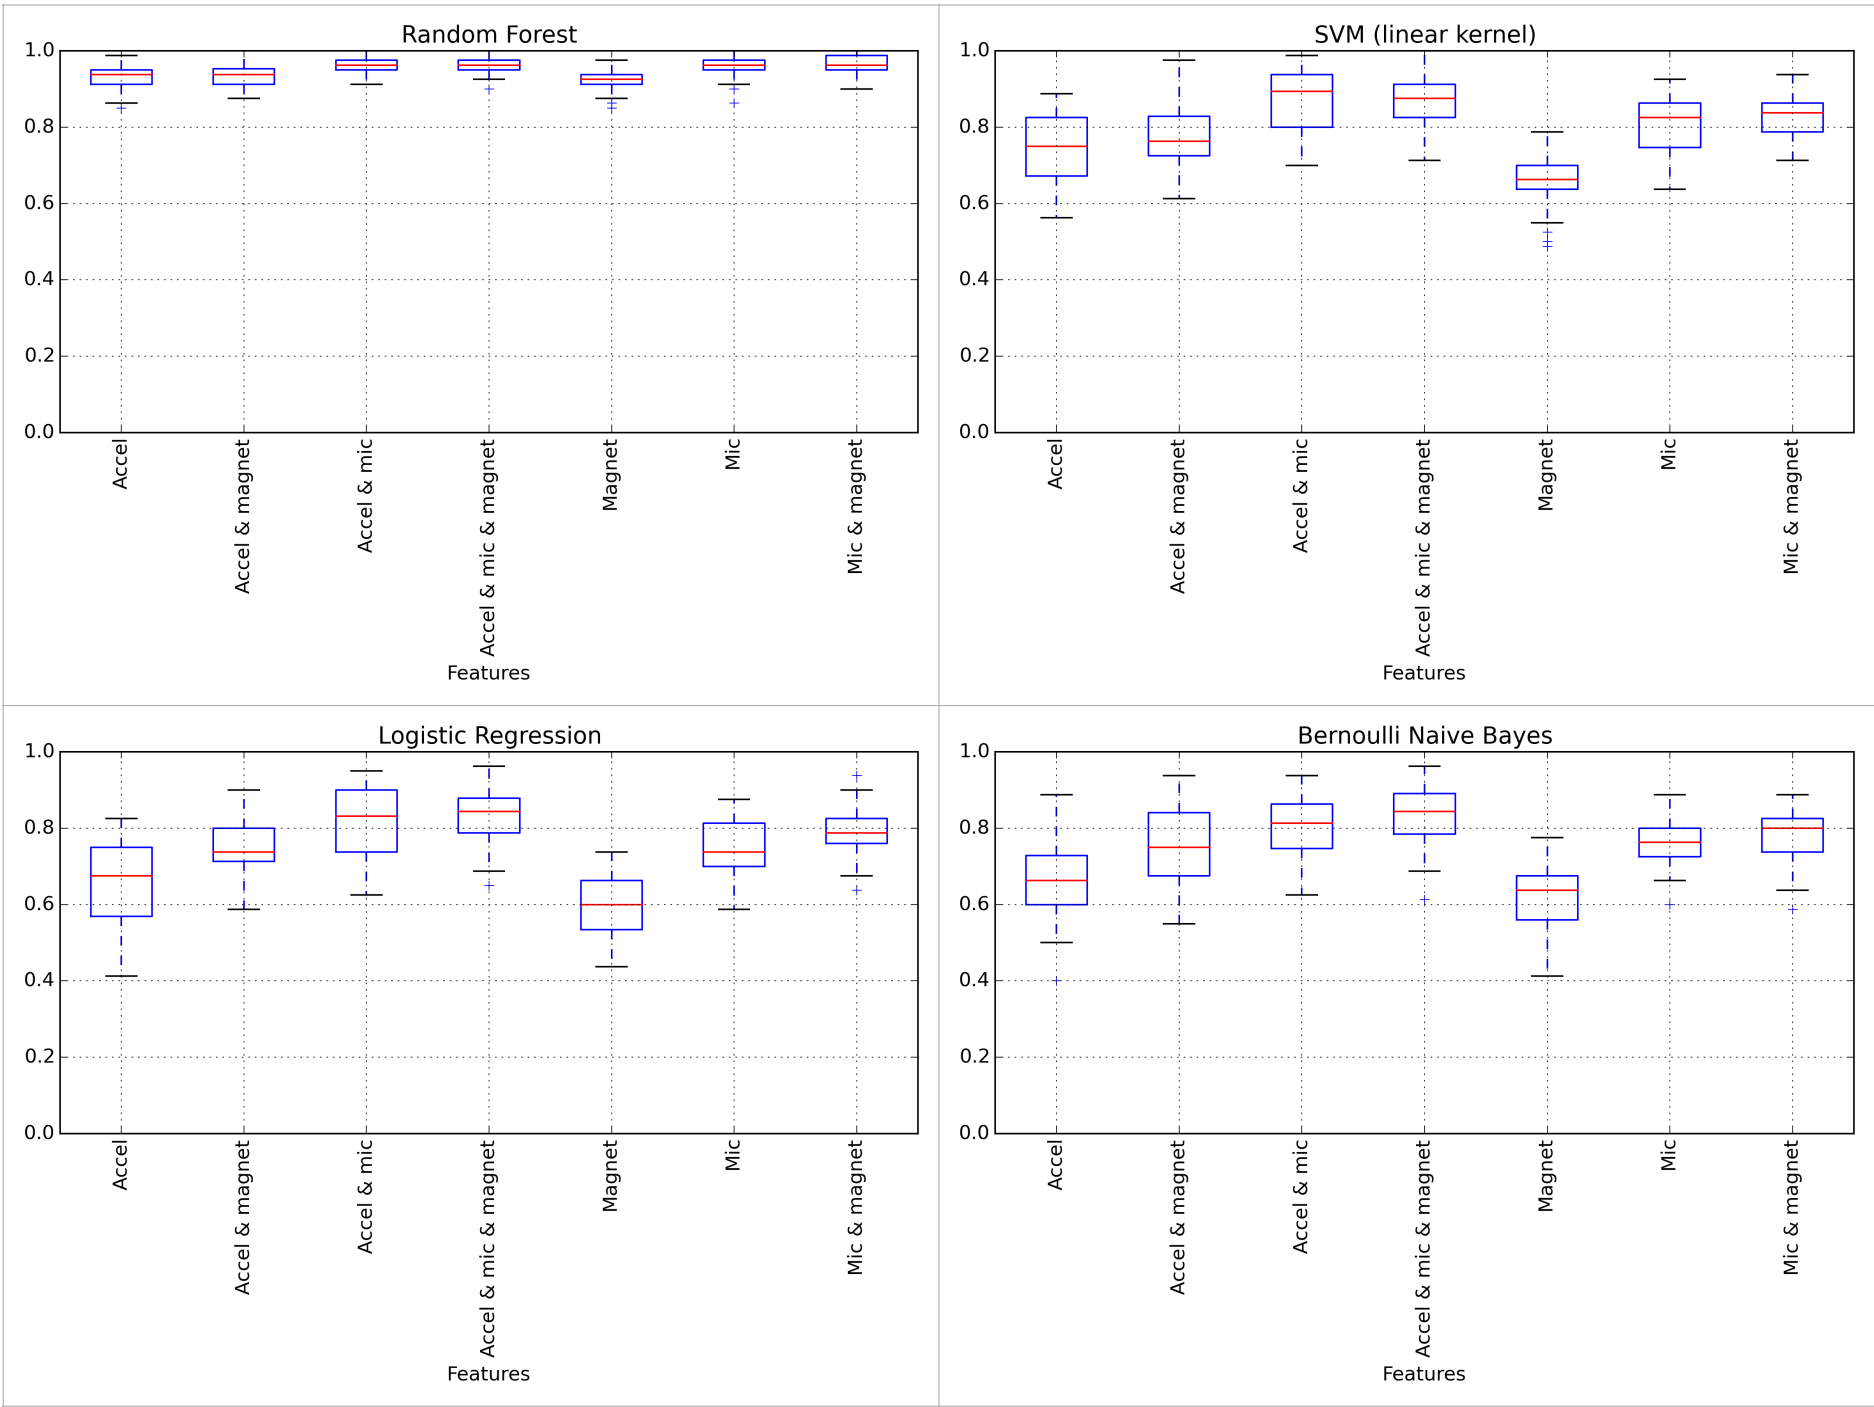 Random Forest
1.0
0.8
0.6
0.4
0.2
0.0
Accel
Accel & magnet
Accel & mic
Accel & mic & magnet
Magnet
Mic
Mic & magnet
Features
SVM (linear kernel)
1.0
0.8
0.6
0.4
0.2
0.0
Accel
Accel & magnet
Accel & mic
Accel & mic & magnet
Magnet
Mic
Mic & magnet
Features
Logistic Regression
1.0
0.8
0.6
0.4
0.2
0.0
Accel
Accel & magnet
Accel & mic
Accel & mic & magnet
Magnet
Mic
Mic & magnet
Features
Bernoulli Naive Bayes
1.0
0.8
0.6
0.4
0.2
0.0
Accel
Accel & magnet
Accel & mic
Accel & mic & magnet
Magnet
Mic
Mic & magnet
Features